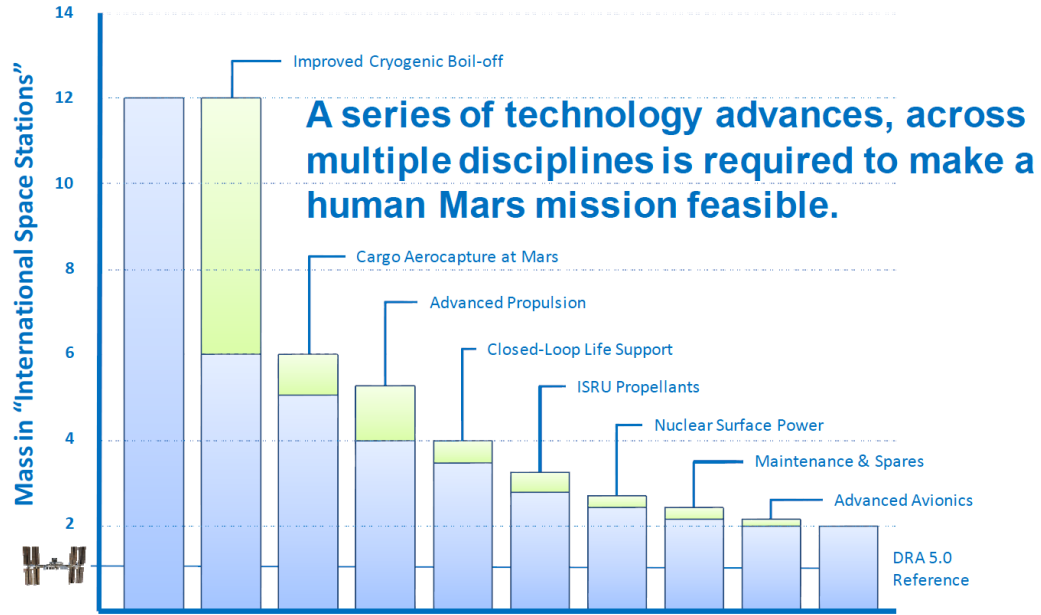 14
Improved Cryogenic Boil-off
12
A series of technology advances, across
multiple disciplines is required to make a
human Mars mission feasible.
10
Mass in “International Space Stations”
8
Cargo Aerocapture at Mars
Advanced Propulsion
6
Closed-Loop Life Support
ISRU Propellants
4
Nuclear Surface Power
Maintenance & Spares
Advanced Avionics
2
DRA 5.0
Reference